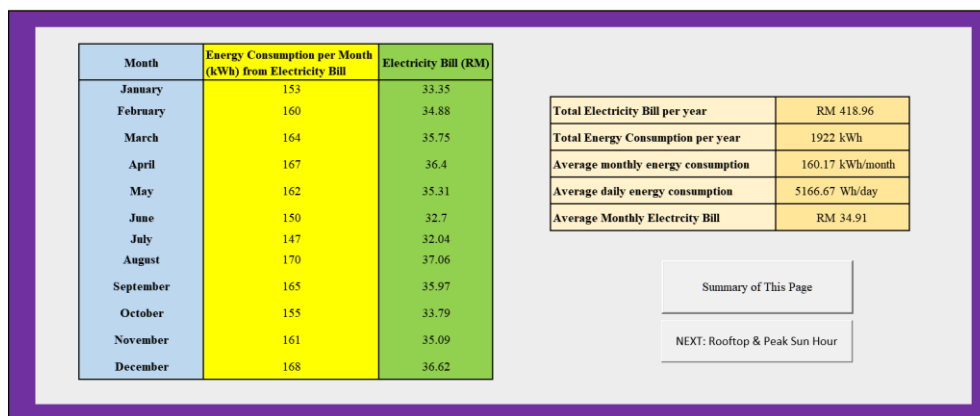 Month Energy Consumption per Month (kWh) from Electricity Bill Electricity Bill (RM)
January 153 33.35
February 160 34.88
March 164 35.75
April 167 36.4
May 162 35.31
June 150 32.7
July 147 32.04
August 170 37.06
September 165 35.97
October 155 33.79
November 161 35.09
December 168 36.62
Total Electricity Bill per year RM 418.96
Total Energy Consumption per year 1922 kWh
Average monthly energy consumption 160.17 kWh/month
Average daily energy consumption 5166.67 Wh/day
Average Monthly Electrcity Bill RM 34.91
Summary of This Page
NEXT: Rooftop & Peak Sun Hour